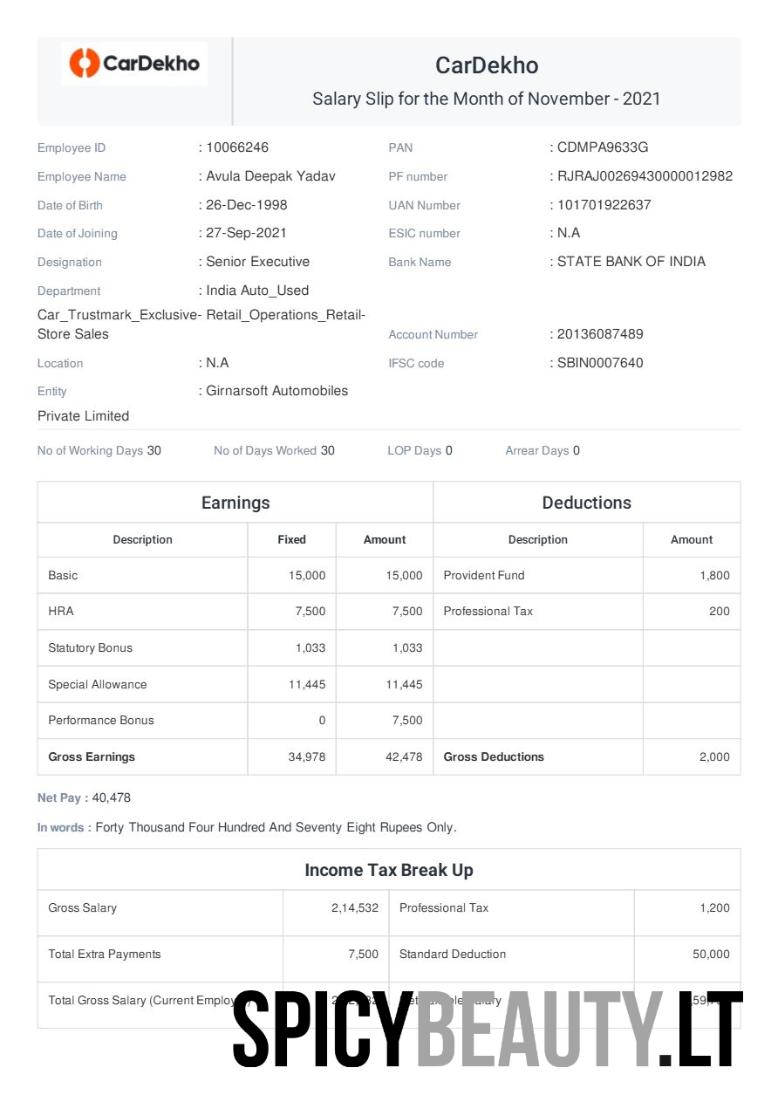 CarDekho
CarDekho
Salary Slip for the Month of November - 2021
Employee ID : 10066246 PAN : CDMPA9633G
Employee Name : Avula Deepak Yadav PF number : RJRAJ00269430000012982
Date of Birth : 26-Dec-1998 UAN Number : 101701922637
Date of Joining : 27-Sep-2021 ESIC number : N.A
Designation : Senior Executive Bank Name : STATE BANK OF INDIA
Department : India Auto_Used
Car_Trustmark_Exclusive- Retail_Operations_Retail-
Store Sales Account Number : 20136087489
Location : N.A IFSC code : SBIN0007640
Entity : Girnarsoft Automobiles
Private Limited
No of Working Days 30 No of Days Worked 30 LOP Days 0 Arrear Days 0
Earnings Deductions
Description Fixed Amount Description Amount
Basic 15,000 15,000 Provident Fund 1,800
HRA 7,500 7,500 Professional Tax 200
Statutory Bonus 1,033 1,033
Special Allowance 11,445 11,445
Performance Bonus 0 7,500
Gross Earnings 34,978 42,478 Gross Deductions 2,000
Net Pay : 40,478
In words : Forty Thousand Four Hundred And Seventy Eight Rupees Only.
Income Tax Break Up
Gross Salary 2,14,532 Professional Tax 1,200
Total Extra Payments 7,500 Standard Deduction 50,000
Total Gross Salary (Current
SPICYBEAUTY.LT